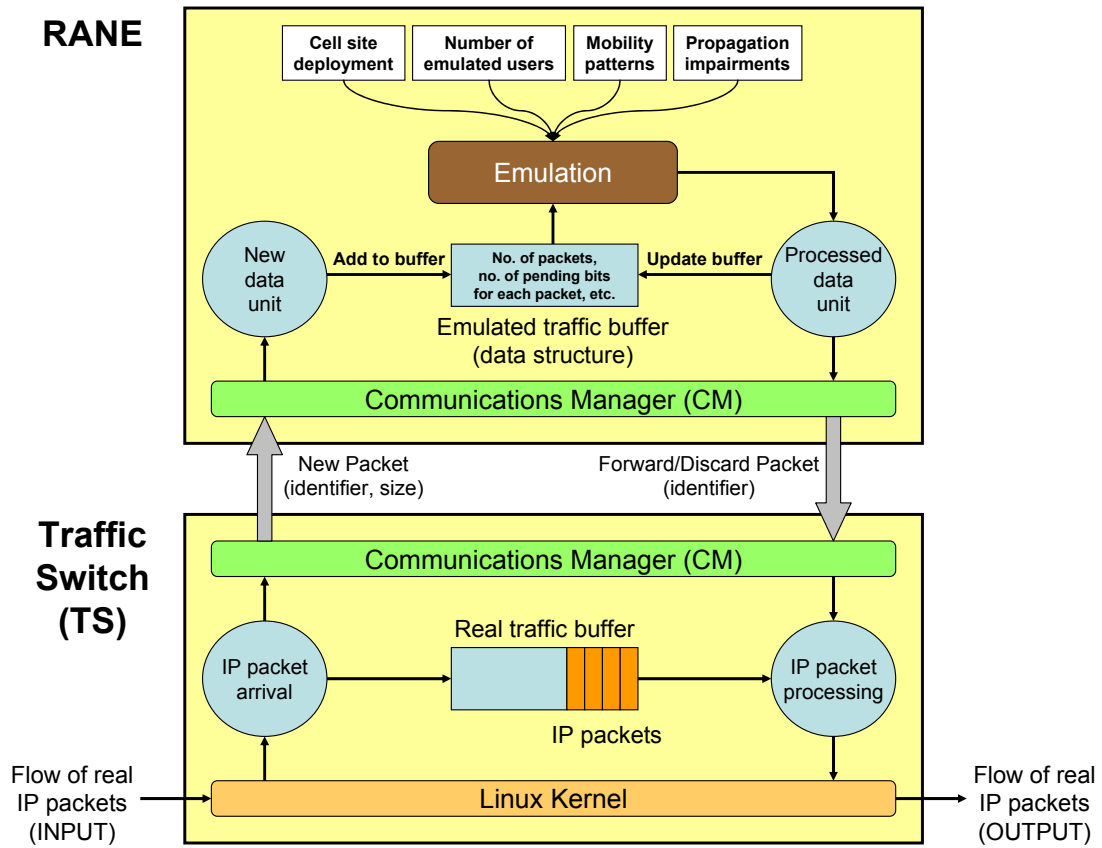 RANE
Cell site
deployment
Number of
emulated users
Mobility
patterns
Propagation
impairments
Emulation
New
data
unit
Add to buffer
No. of packets,
no. of pending bits
for each packet, etc.
Update buffer
Processed
data
unit
Emulated traffic buffer
(data structure)
Communications Manager (CM)
New Packet
(identifier, size)
Forward/Discard Packet
(identifier)
Traffic
Switch
(TS)
Communications Manager (CM)
Real traffic buffer
IP packet
arrival
IP packet
processing
IP packets
Flow of real
IP packets
(INPUT)
Linux Kernel
Flow of real
IP packets
(OUTPUT)